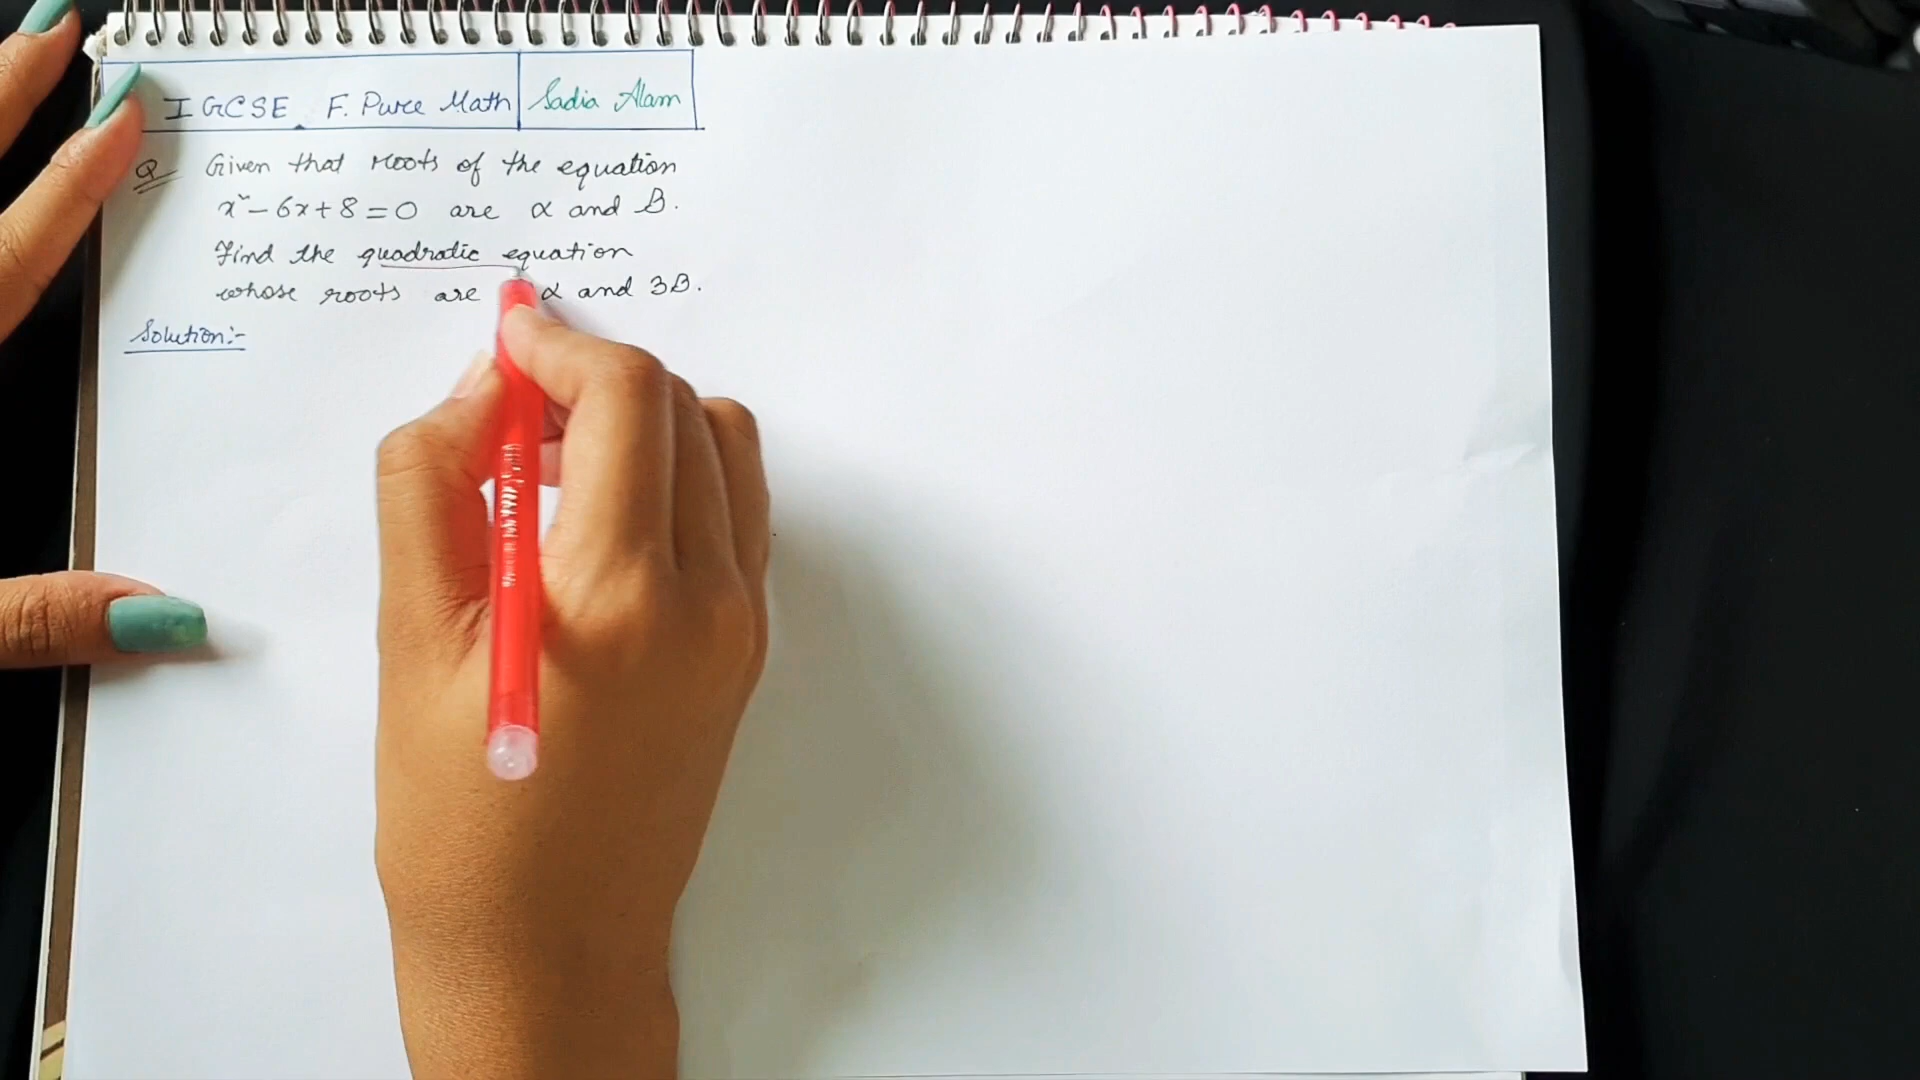 IGCSE F. Pure Math
Sadia Alam
Q Given that roots of the equation
x² - 6x + 8 = 0 are α and β.
Find the quadratic equation
whose roots are α and 3β.
Solution:-